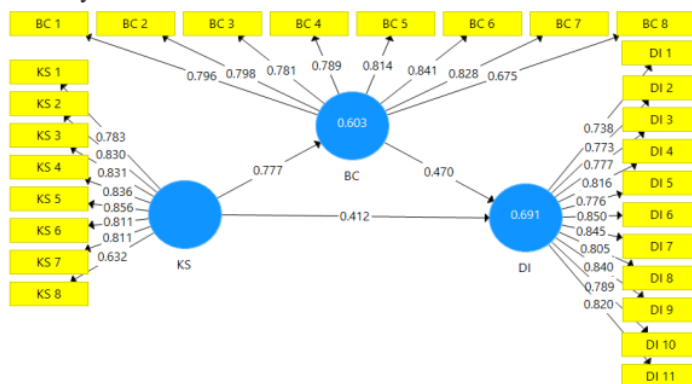 BC 1 BC 2 BC 3 BC 4 BC 5 BC 6 BC 7 BC 8
0.796 0.798 0.781 0.789 0.814 0.841 0.828 0.675
KS 1
KS 2
KS 3
KS 4
KS 5
KS 6
KS 7
KS 8
0.783
0.830
0.831
0.836
0.856
0.811
0.811
0.632
KS
0.777
0.603
BC
0.470
0.412
0.691
DI
0.738
0.773
0.777
0.816
0.776
0.850
0.845
0.805
0.840
0.789
0.820
DI 1
DI 2
DI 3
DI 4
DI 5
DI 6
DI 7
DI 8
DI 9
DI 10
DI 11